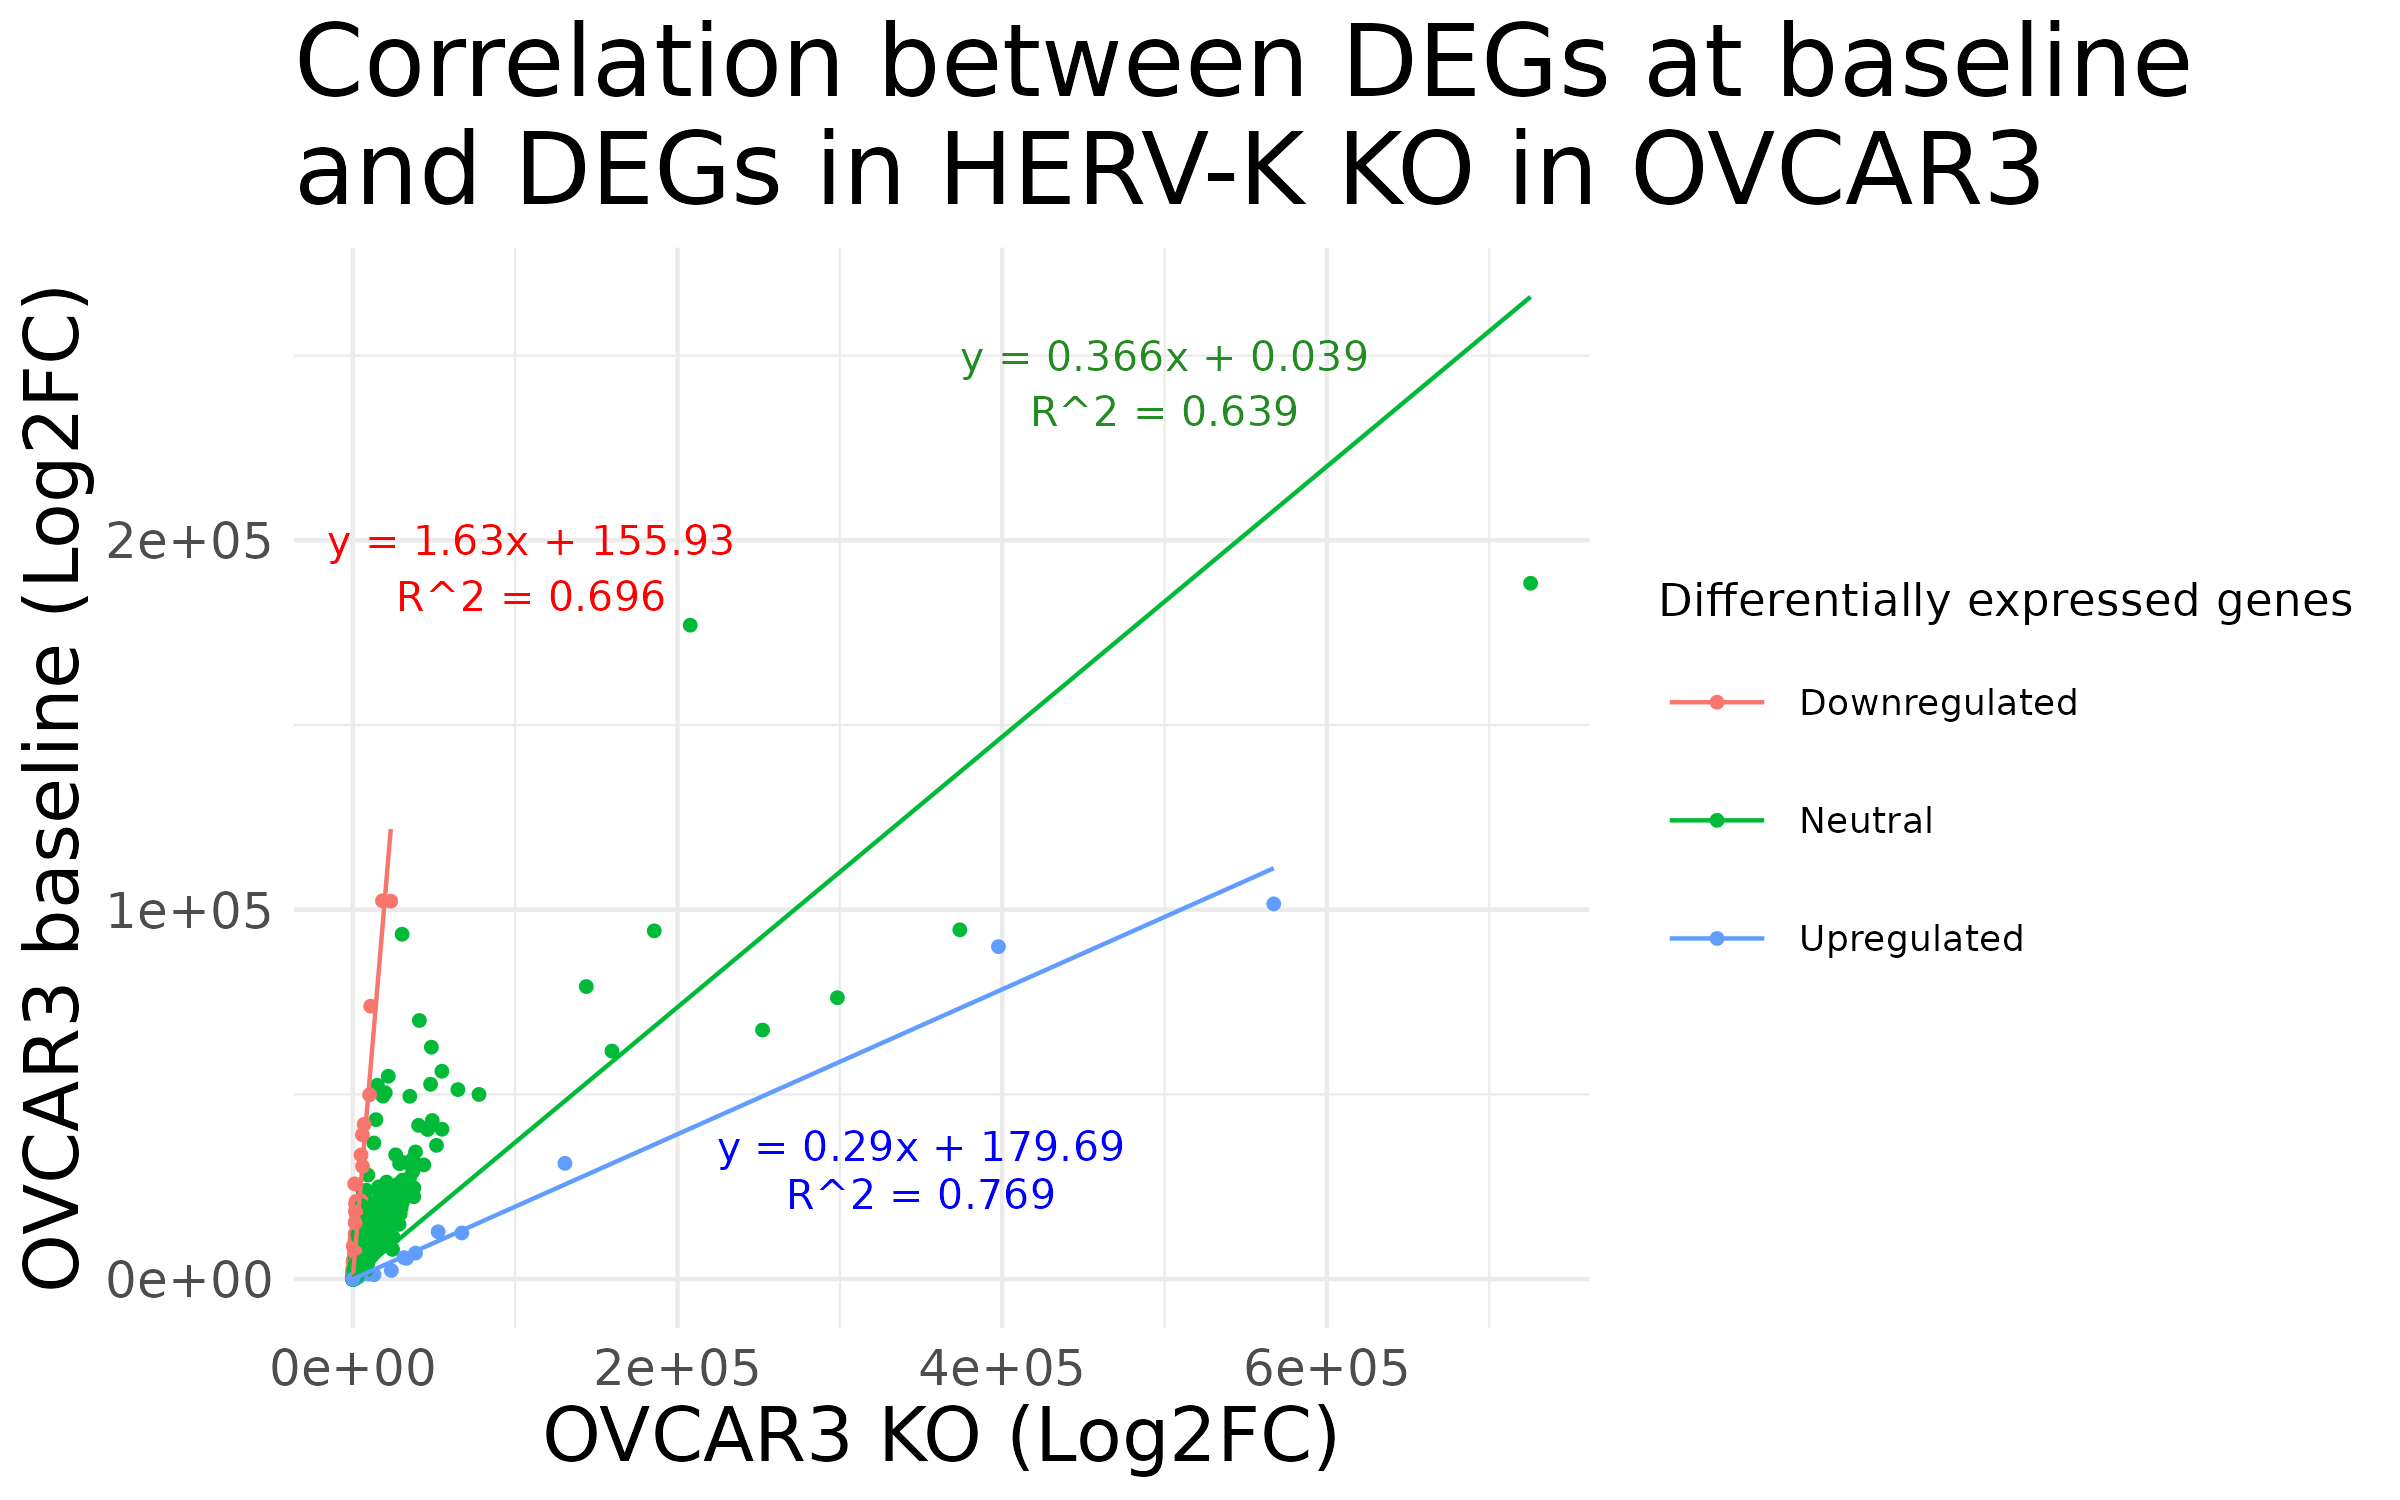 Correlation between DEGs at baseline
and DEGs in HERV-K KO in OVCAR3
OVCAR3 baseline (Log2FC)
2e+05
1e+05
0e+00
y = 0.366x + 0.039
R^2 = 0.639
y = 1.63x + 155.93
R^2 = 0.696
y = 0.29x + 179.69
R^2 = 0.769
0e+00
2e+05
4e+05
6e+05
OVCAR3 KO (Log2FC)
Differentially expressed genes
Downregulated
Neutral
Upregulated